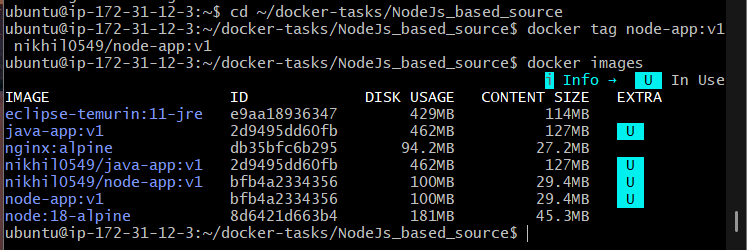 ubuntu@ip-172-31-12-3:~$ cd ~/docker-tasks/NodeJs_based_source
ubuntu@ip-172-31-12-3:~/docker-tasks/NodeJs_based_source$ docker tag node-app:v1
 nikhil0549/node-app:v1
ubuntu@ip-172-31-12-3:~/docker-tasks/NodeJs_based_source$ docker images
i Info → U In Use
IMAGE ID DISK USAGE CONTENT SIZE EXTRA
eclipse-temurin:11-jre e9aa18936347 429MB 114MB
java-app:v1 2d9495dd60fb 462MB 127MB U
nginx:alpine db35bfc6b295 94.2MB 27.2MB
nikhil0549/java-app:v1 2d9495dd60fb 462MB 127MB U
nikhil0549/node-app:v1 bfb4a2334356 100MB 29.4MB U
node-app:v1 bfb4a2334356 100MB 29.4MB U
node:18-alpine 8d6421d663b4 181MB 45.3MB
ubuntu@ip-172-31-12-3:~/docker-tasks/NodeJs_based_source$